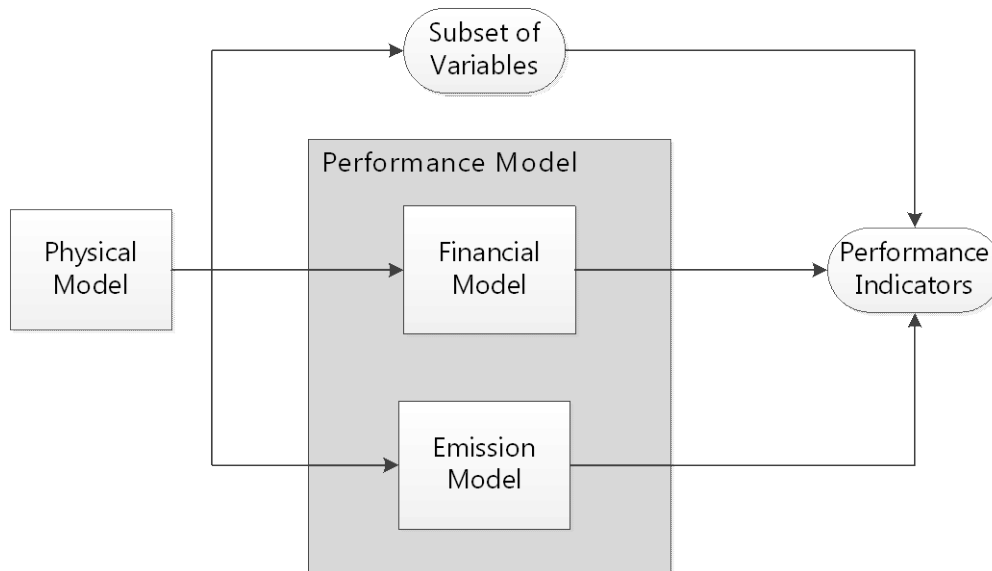 Subset of
Variables
Performance Model
Physical
Model
Financial
Model
Performance
Indicators
Emission
Model